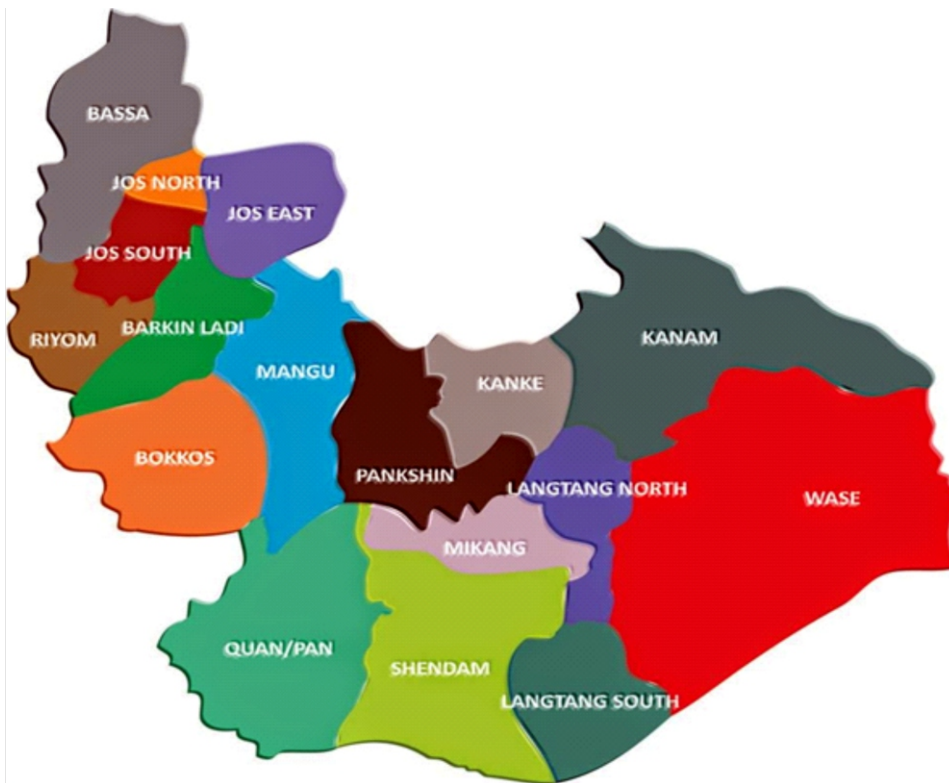 BASSA
JOS NORTH
JOS EAST
JOS SOUTH
BARKIN LADI
RIYOM
KANAM
MANGU
KANKE
BOKKOS
PANKSHIN
LANGTANG NORTH
WASE
MIKANG
QUAN/PAN
SHENDAM
LANGTANG SOUTH